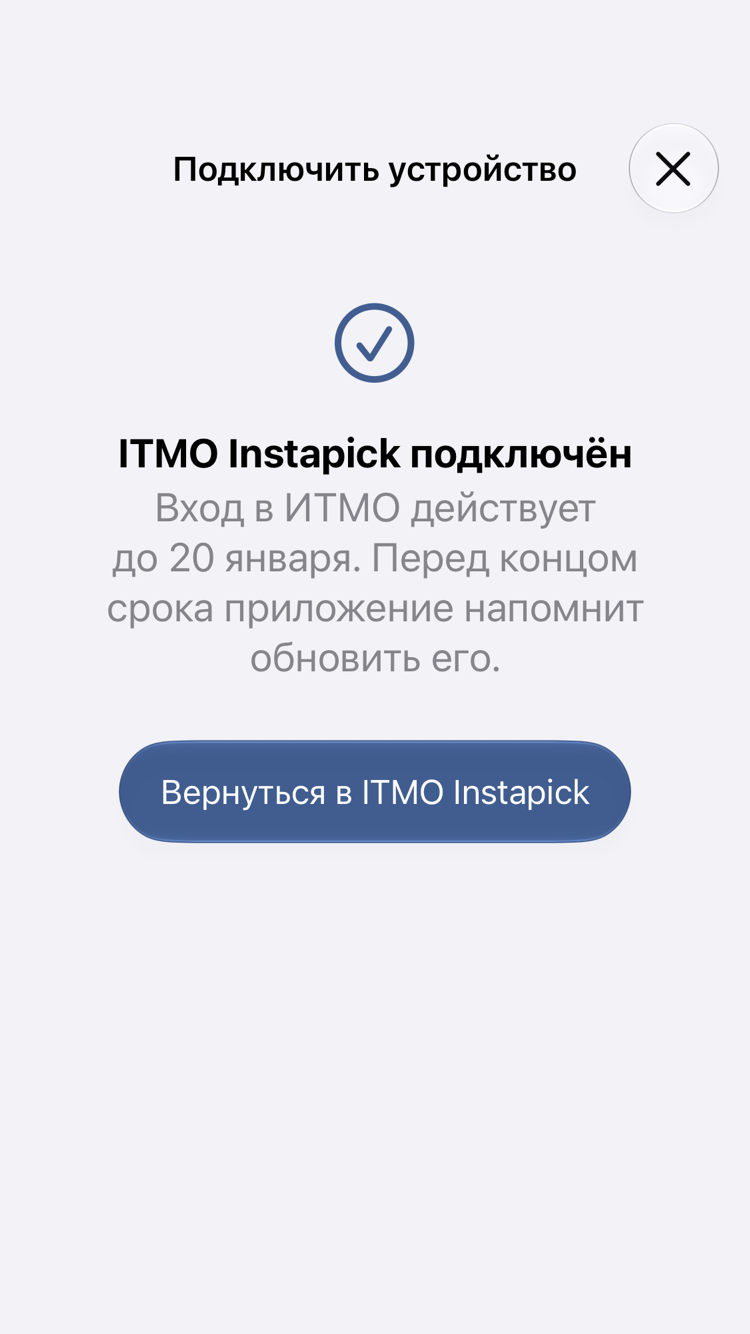 Подключить устройство
ITMO Instapick подключён
Вход в ИТМО действует
до 20 января. Перед концом
срока приложение напомнит
обновить его.
Вернуться в ITMO Instapick